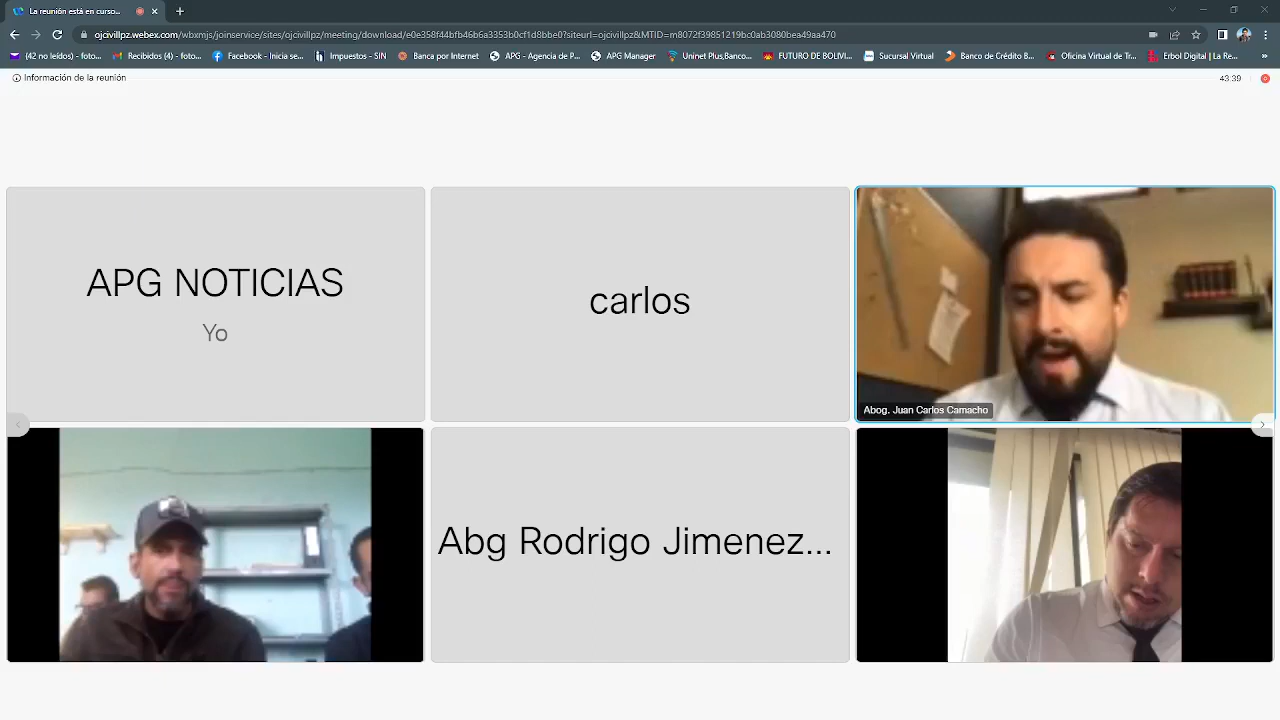 La reunión está en curso...
ojcivillpz.webex.com/wbxmjs/joinservice/sites/ojcivillpz/meeting/download/e0e358f44bfb46b6a3353b0cf1d5bbe0?siteurl=ojcivillpz&MTID=m8072f39851219bc0ab3080bea49aa470
(42 no leídos) - foto...
Recibidos (4) - foto...
Facebook - Inicia se...
Impuestos - SIN
Banca por Internet
APG - Agencia de P...
APG Manager
Uninet Plus,Banco...
FUTURO DE BOLIVI...
Sucursal Virtual
Banco de Crédito B...
Oficina Virtual de Tr...
Erbol Digital | La Re...
Información de la reunión
43:39
APG NOTICIAS
Yo
carlos
Abog. Juan Carlos Camacho
Abg Rodrigo Jimenez...